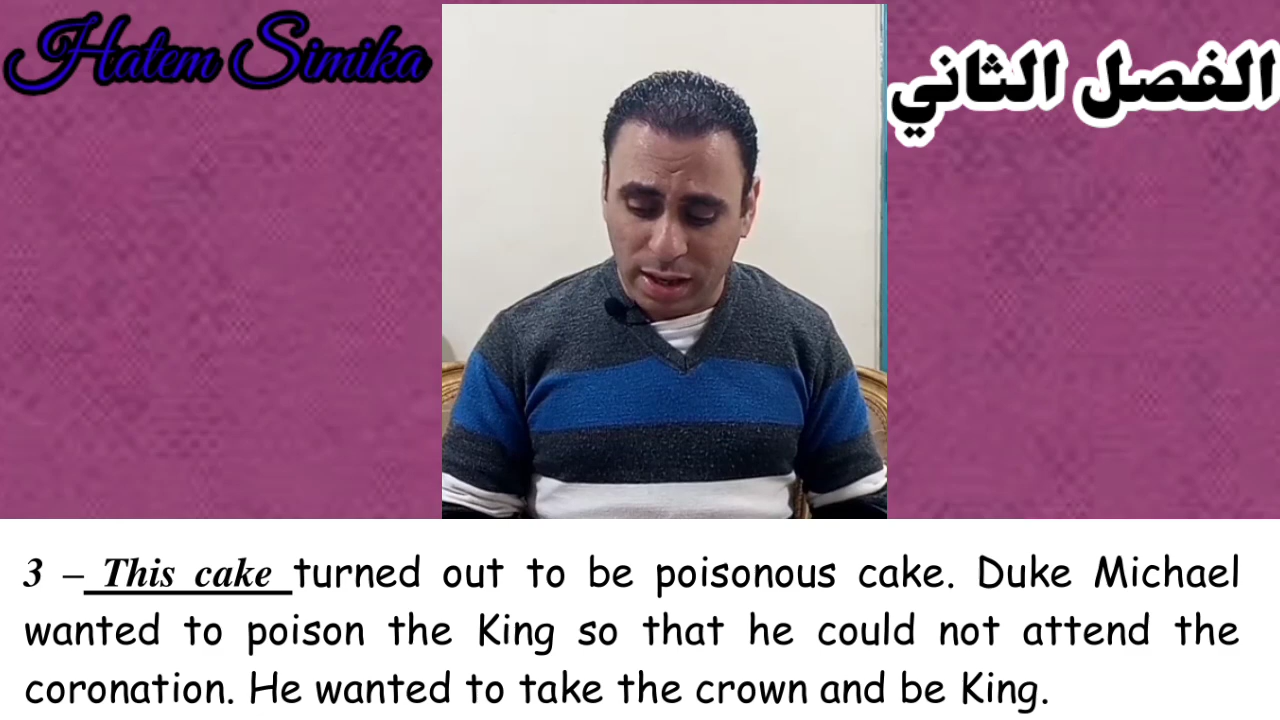 Hatem Simika
الفصل الثاني
3 – This cake turned out to be poisonous cake. Duke Michael
wanted to poison the King so that he could not attend the
coronation. He wanted to take the crown and be King.